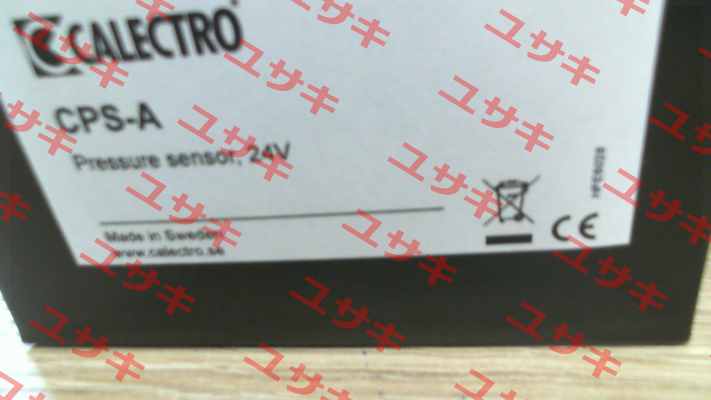 CALECTRO
CPS-A
Pressure sensor, 24V
Made in Sweden
www.calectro.se
CE
ユサキ